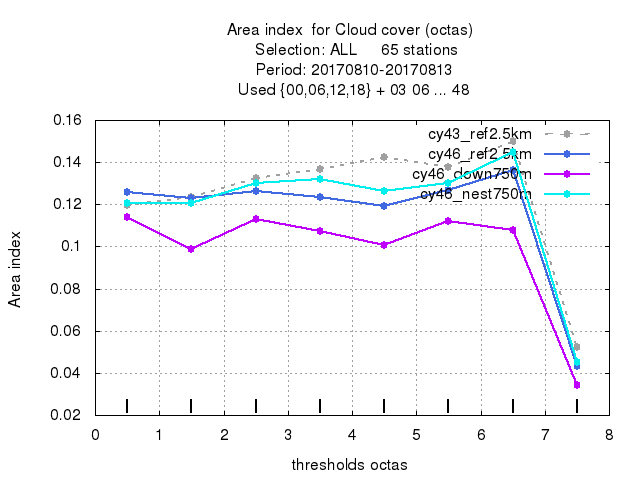 Area index  for Cloud cover (octas)
Selection: ALL     65 stations
Period: 20170810-20170813
Used {00,06,12,18} + 03 06 ... 48
0.16
0.14
0.12
0.1
0.08
0.06
0.04
0.02
Area index
cy43_ref2.5km
cy46_ref2.5km
cy46_down750m
cy46_nest750m
0 1 2 3 4 5 6 7 8
thresholds octas